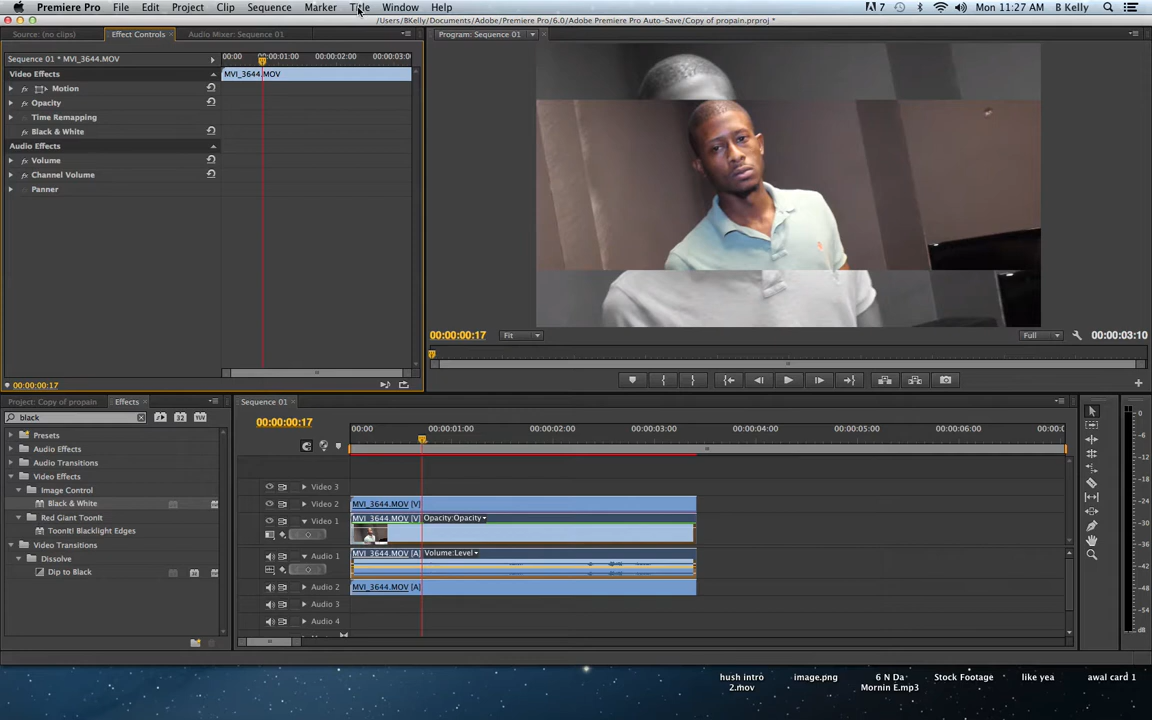 Premiere Pro File Edit Project Clip Sequence Marker Title Window Help 7 Mon 11:27 AM B Kelly
/Users/BKelly/Documents/Adobe/Premiere Pro/6.0/Adobe Premiere Pro Auto-Save/Copy of propain.prproj *
Source: (no clips) Effect Controls Audio Mixer: Sequence 01 Program: Sequence 01
Sequence 01 * MVI_3644.MOV 00:00 00:00:01:00 00:00:02:00 00:00:03:0
Video Effects MVI_3644.MOV
fx Motion
fx Opacity
Time Remapping
fx Black & White
Audio Effects
fx Volume
fx Channel Volume
Panner
00:00:00:17 Fit Full 00:00:03:10
00:00:00:17
Project: Copy of propain Effects Sequence 01
black 32 YUV
00:00:00:17 00:00 00:00:01:00 00:00:02:00 00:00:03:00 00:00:04:00 00:00:05:00 00:00:06:00 00:00:0
Presets
Audio Effects
Audio Transitions
Video Effects
Image Control
Black & White
Red Giant ToonIt
ToonIt! Blacklight Edges
Video Transitions
Dissolve
Dip to Black
Video 3
Video 2 MVI_3644.MOV [V]
Video 1 MVI_3644.MOV [V] Opacity:Opacity
Audio 1 MVI_3644.MOV [A] Volume:Level
Audio 2 MVI_3644.MOV [A]
Audio 3
Audio 4
0
-6
-12
-18
-24
-30
-36
-42
-48
-54
dB
hush intro 2.mov
image.png
6 N Da Mornin E.mp3
Stock Footage
like yea
awal card 1